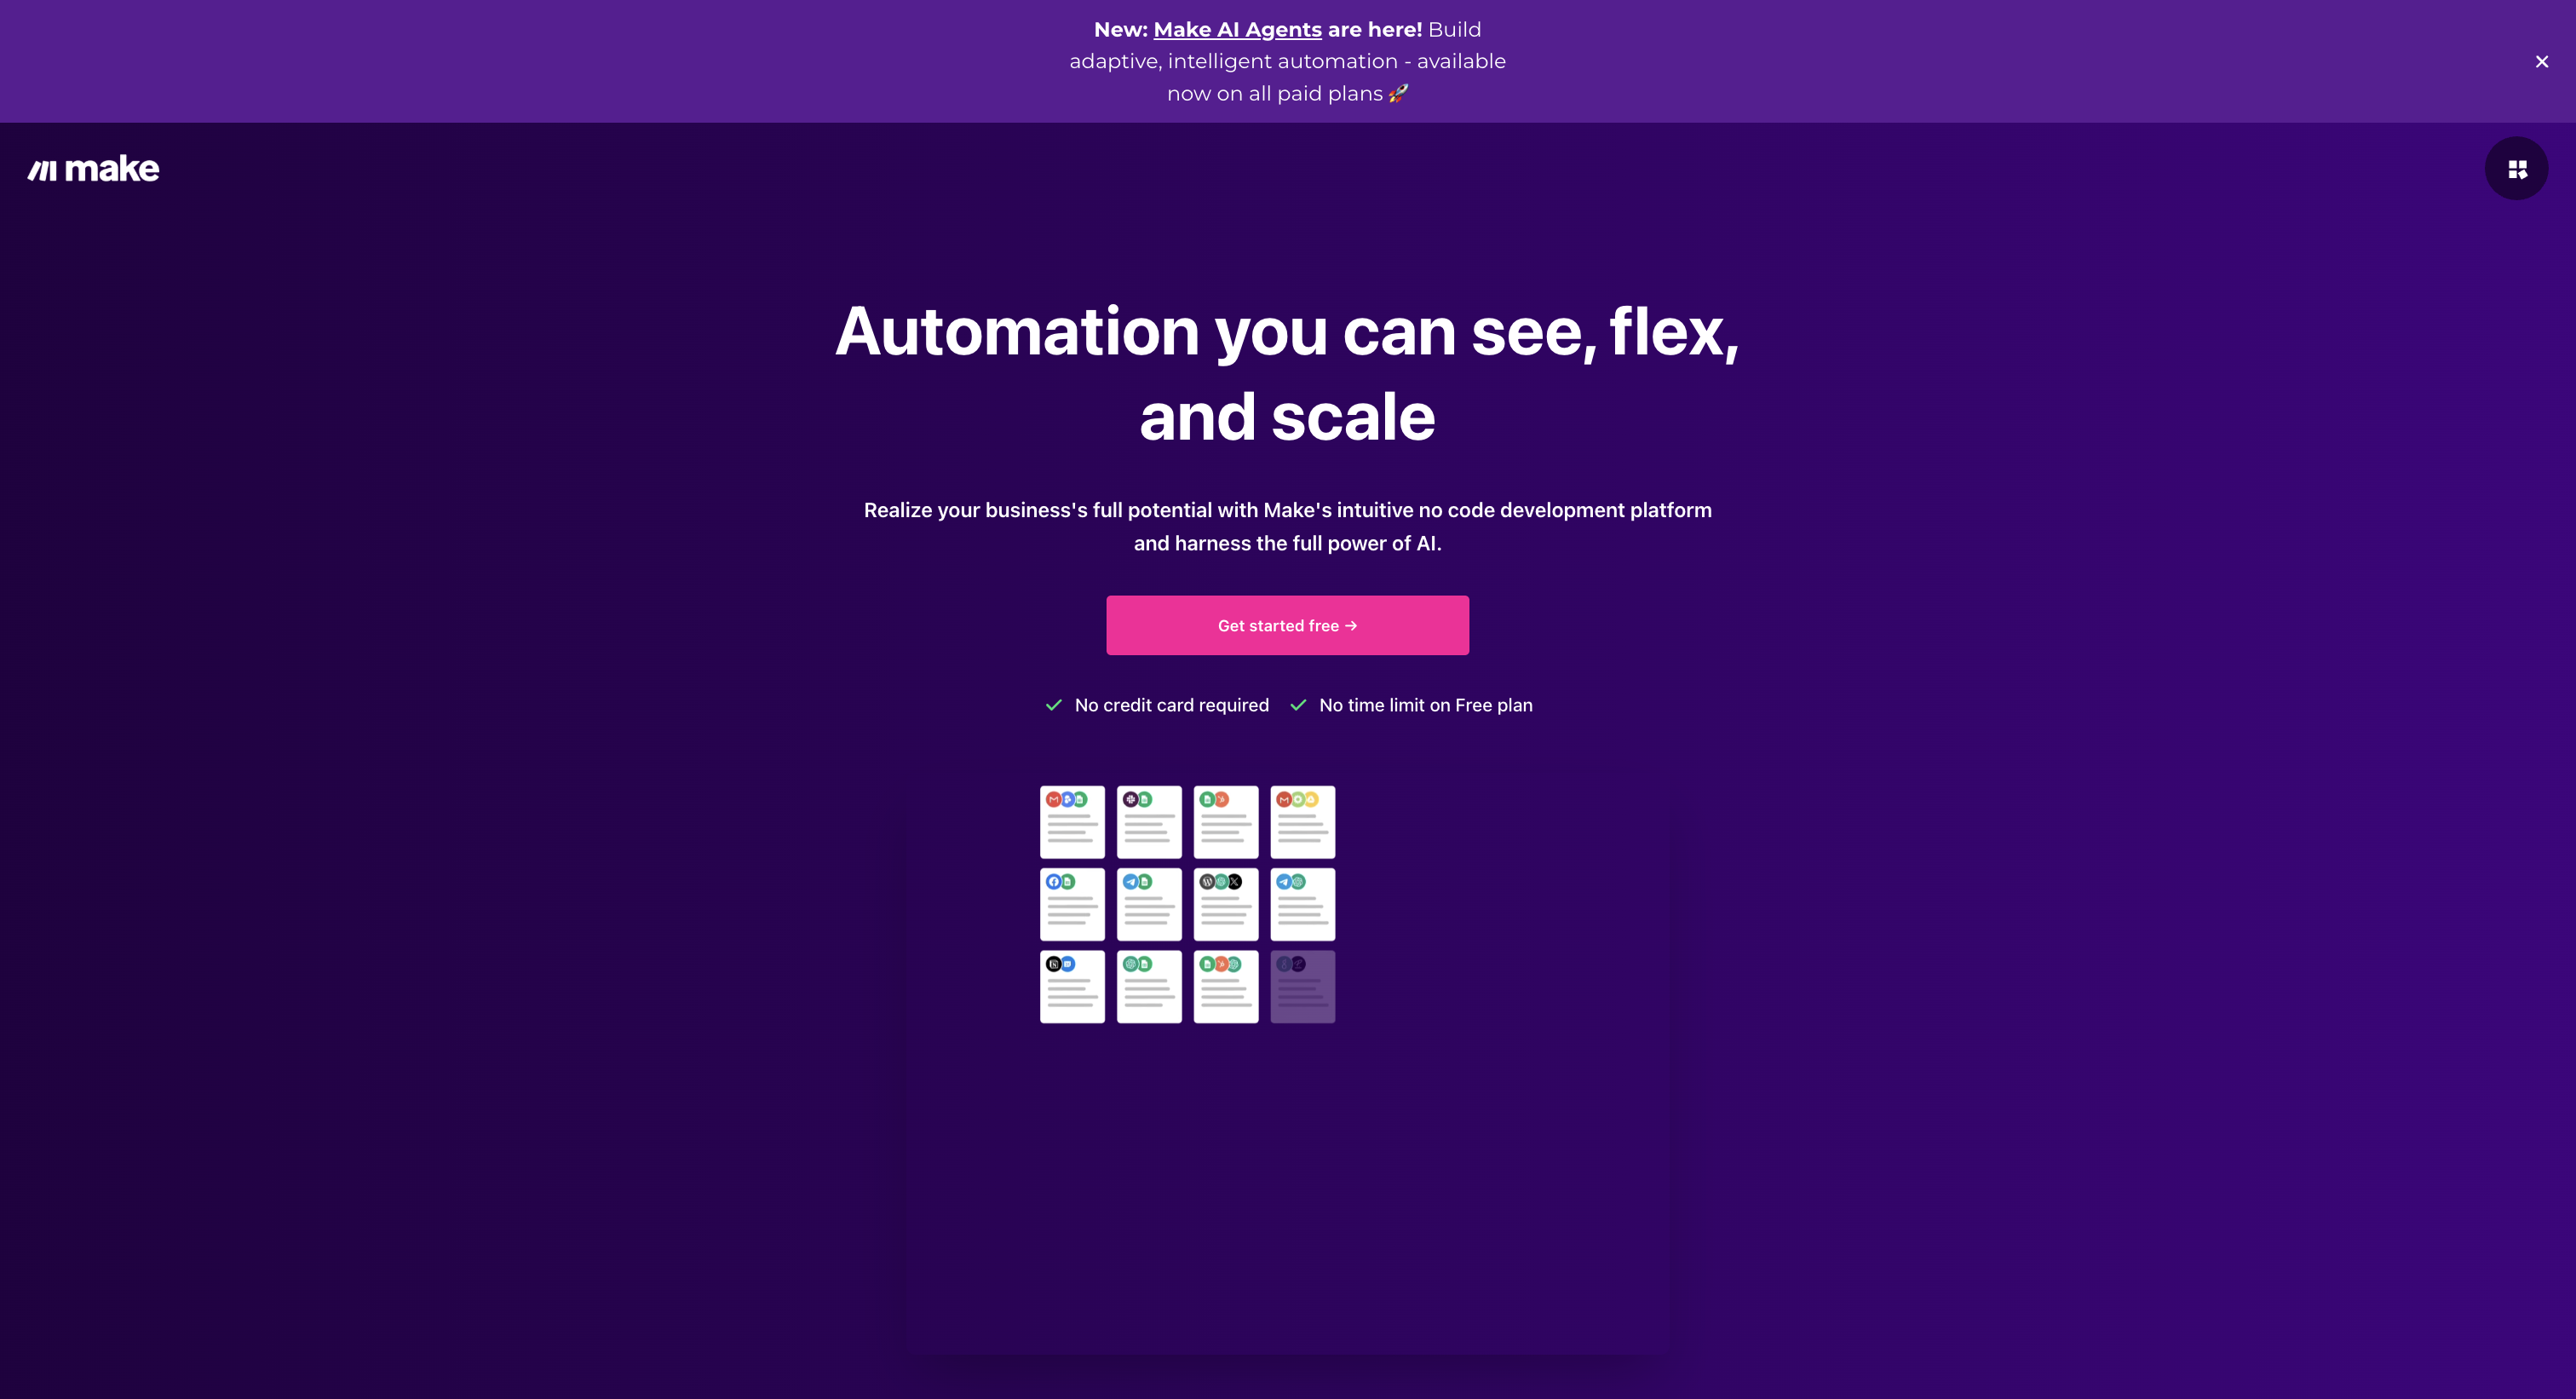 New: Make AI Agents are here! Build
adaptive, intelligent automation - available
now on all paid plans 🚀
make
Automation you can see, flex,
and scale
Realize your business's full potential with Make's intuitive no code development platform
and harness the full power of AI.
Get started free →
No credit card required
No time limit on Free plan